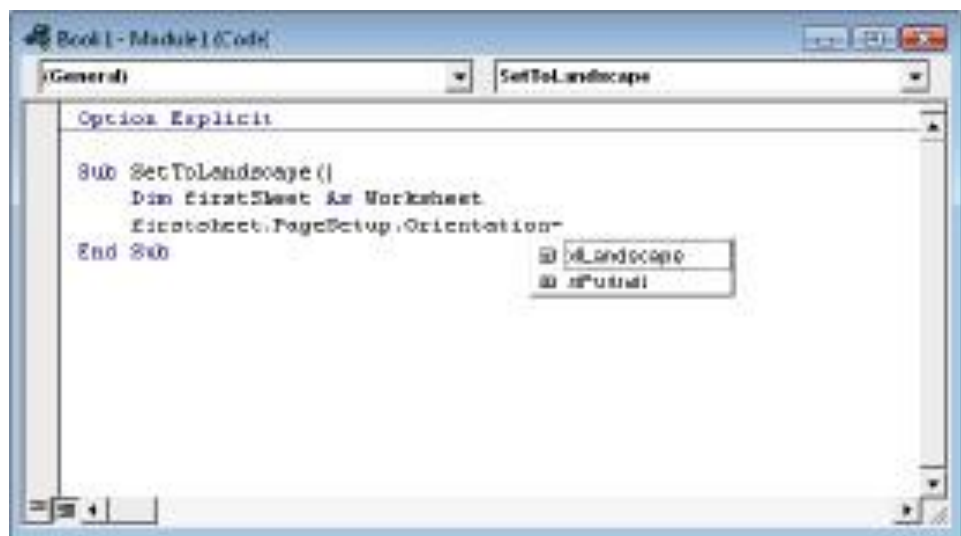 Book1 - Module1 (Code)
(General) SetToLandscape
Option Explicit
Sub SetToLandscape()
Dim firstSheet As Worksheet
firstsheet.PageSetup.Orientation=
xlLandscape
xlPortrait
End Sub